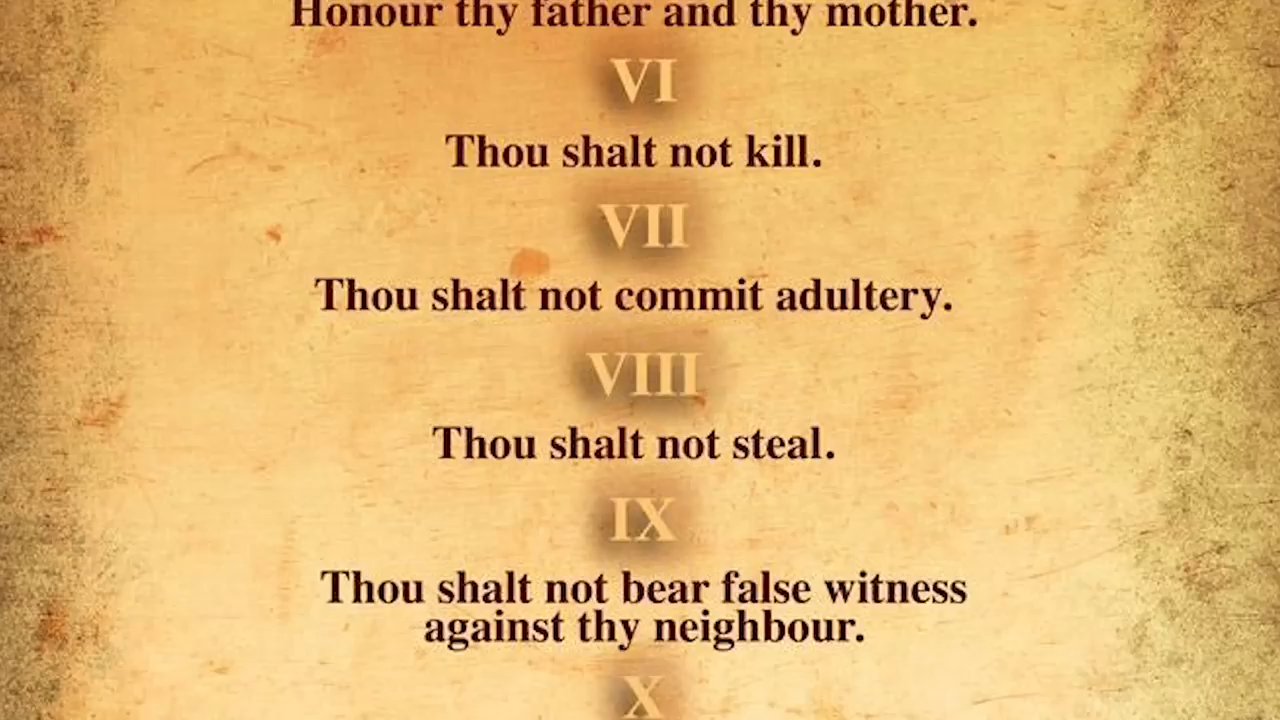 Honour thy father and thy mother.
VI
Thou shalt not kill.
VII
Thou shalt not commit adultery.
VIII
Thou shalt not steal.
IX
Thou shalt not bear false witness
against thy neighbour.
X